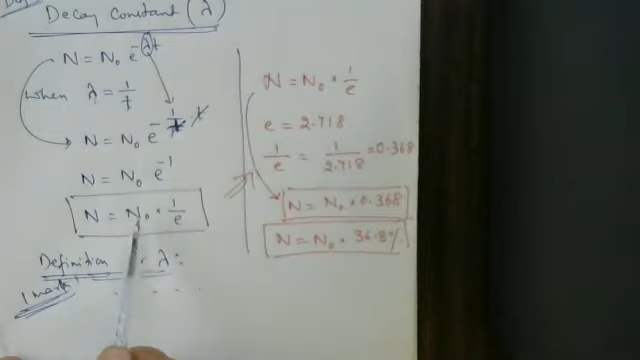 Decay Constant (λ)
N = N₀ e^-λt
when λ = 1/t
N = N₀ e^-1/t · t
N = N₀ e^-1
N = N₀ · 1/e
Definition λ :
1 mark
N = N₀ · 1/e
e = 2.718
1/e = 1/2.718 = 0.368
N = N₀ · 0.368
N = N₀ · 36.8%